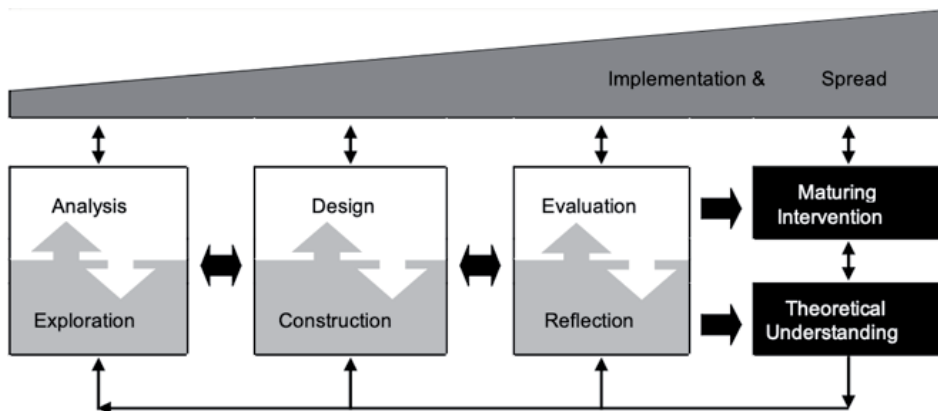 Implementation & Spread
Analysis
Exploration
Design
Construction
Evaluation
Reflection
Maturing
Intervention
Theoretical
Understanding